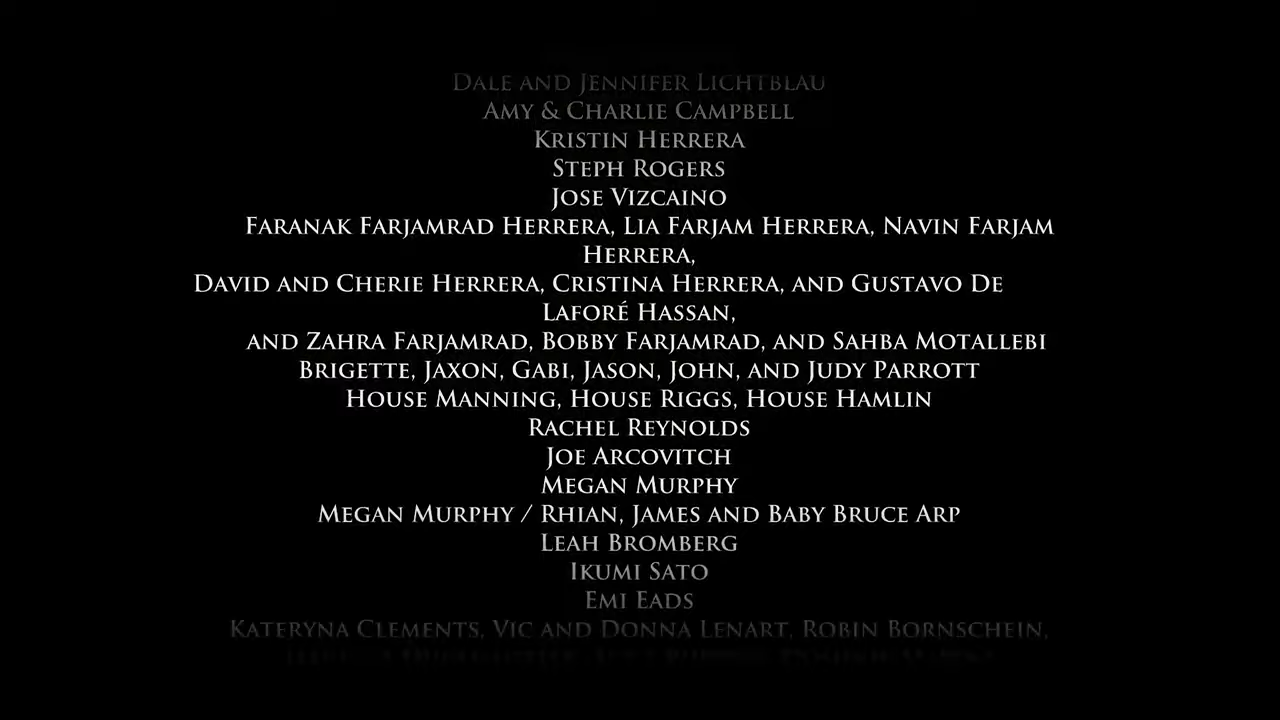 Dale and Jennifer Lichtblau
Amy & Charlie Campbell
Kristin Herrera
Steph Rogers
Jose Vizcaino
Faranak Farjamrad Herrera, Lia Farjam Herrera, Navin Farjam
Herrera,
David and Cherie Herrera, Cristina Herrera, and Gustavo De
Laforé Hassan,
and Zahra Farjamrad, Bobby Farjamrad, and Sahba Motallebi
Brigette, Jaxon, Gabi, Jason, John, and Judy Parrott
House Manning, House Riggs, House Hamlin
Rachel Reynolds
Joe Arcovitch
Megan Murphy
Megan Murphy / Rhian, James and Baby Bruce Arp
Leah Bromberg
Ikumi Sato
Emi Eads
Kateryna Clements, Vic and Donna Lenart, Robin Bornschein,